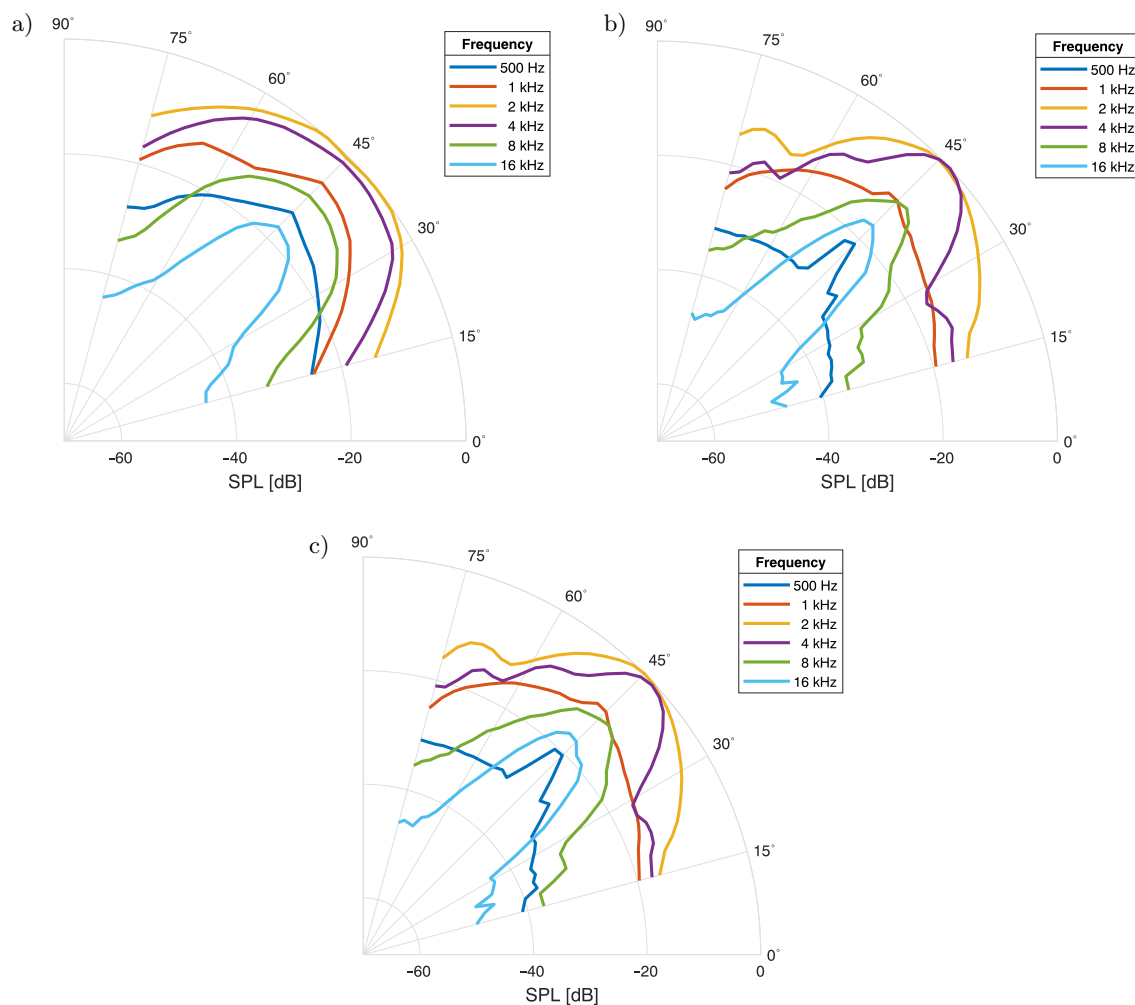 a)
90°
75°
60°
45°
30°
15°
0°
−60
−40
−20
0
SPL [dB]
Frequency
500 Hz
1 kHz
2 kHz
4 kHz
8 kHz
16 kHz
b)
90°
75°
60°
45°
30°
15°
0°
−60
−40
−20
0
SPL [dB]
Frequency
500 Hz
1 kHz
2 kHz
4 kHz
8 kHz
16 kHz
c)
90°
75°
60°
45°
30°
15°
0°
−60
−40
−20
0
SPL [dB]
Frequency
500 Hz
1 kHz
2 kHz
4 kHz
8 kHz
16 kHz